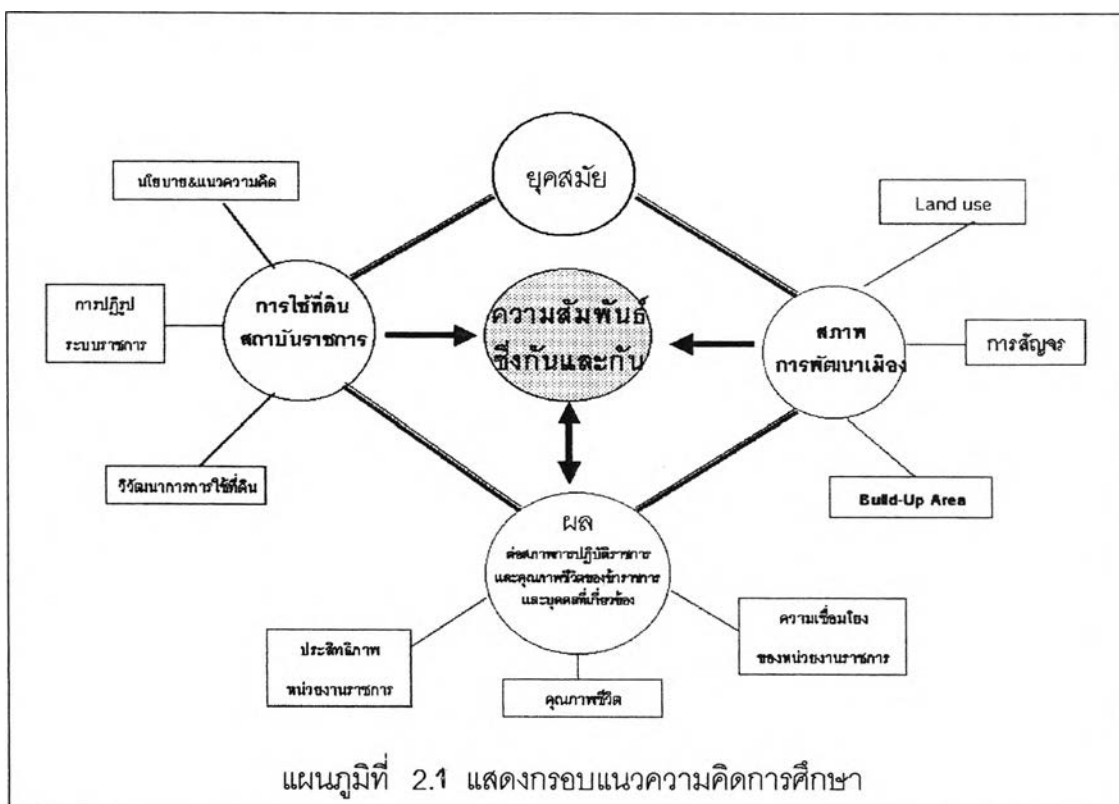 ยุคสมัย
นโยบาย&แนวความคิด
Land use
การปฏิรูป
ระบบราชการ
การใช้ที่ดิน
สถาบันราชการ
ความสัมพันธ์
ซึ่งกันและกัน
สภาพ
การพัฒนาเมือง
การสัญจร
วิวัฒนาการการใช้ที่ดิน
Build-Up Area
ผล
ต่อสภาพการปฏิบัติราชการ
และคุณภาพชีวิตของข้าราชการ
และบุคคลที่เกี่ยวข้อง
ประสิทธิภาพ
หน่วยงานราชการ
คุณภาพชีวิต
ความเชื่อมโยง
ของหน่วยงานราชการ
แผนภูมิที่ 2.1 แสดงกรอบแนวความคิดการศึกษา